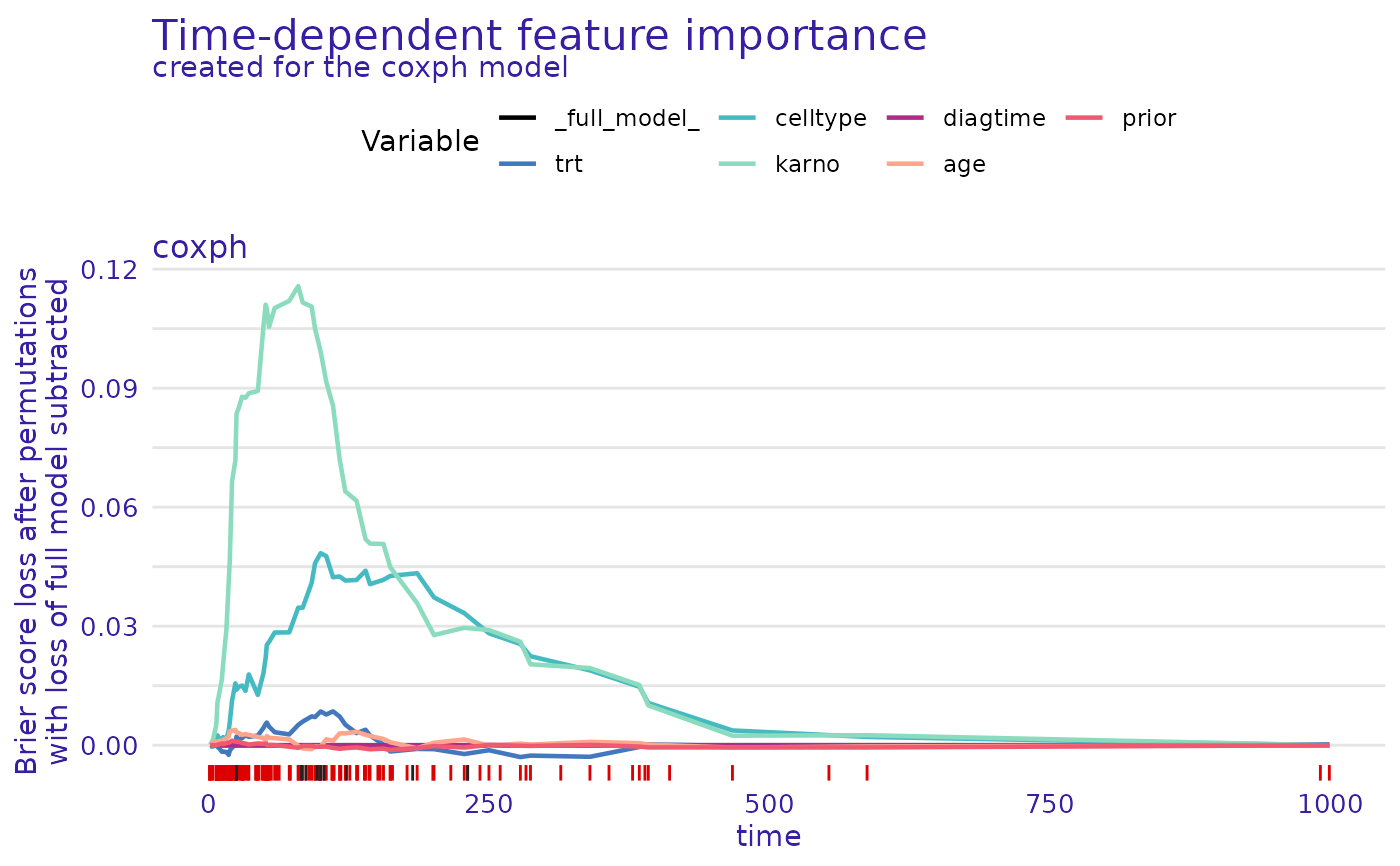 Time-dependent feature importance
created for the coxph model
Variable
_full_model_ celltype diagtime prior
trt karno age
coxph
Brier score loss after permutations
with loss of full model subtracted
0.12
0.09
0.06
0.03
0.00
0 250 500 750 1000
time